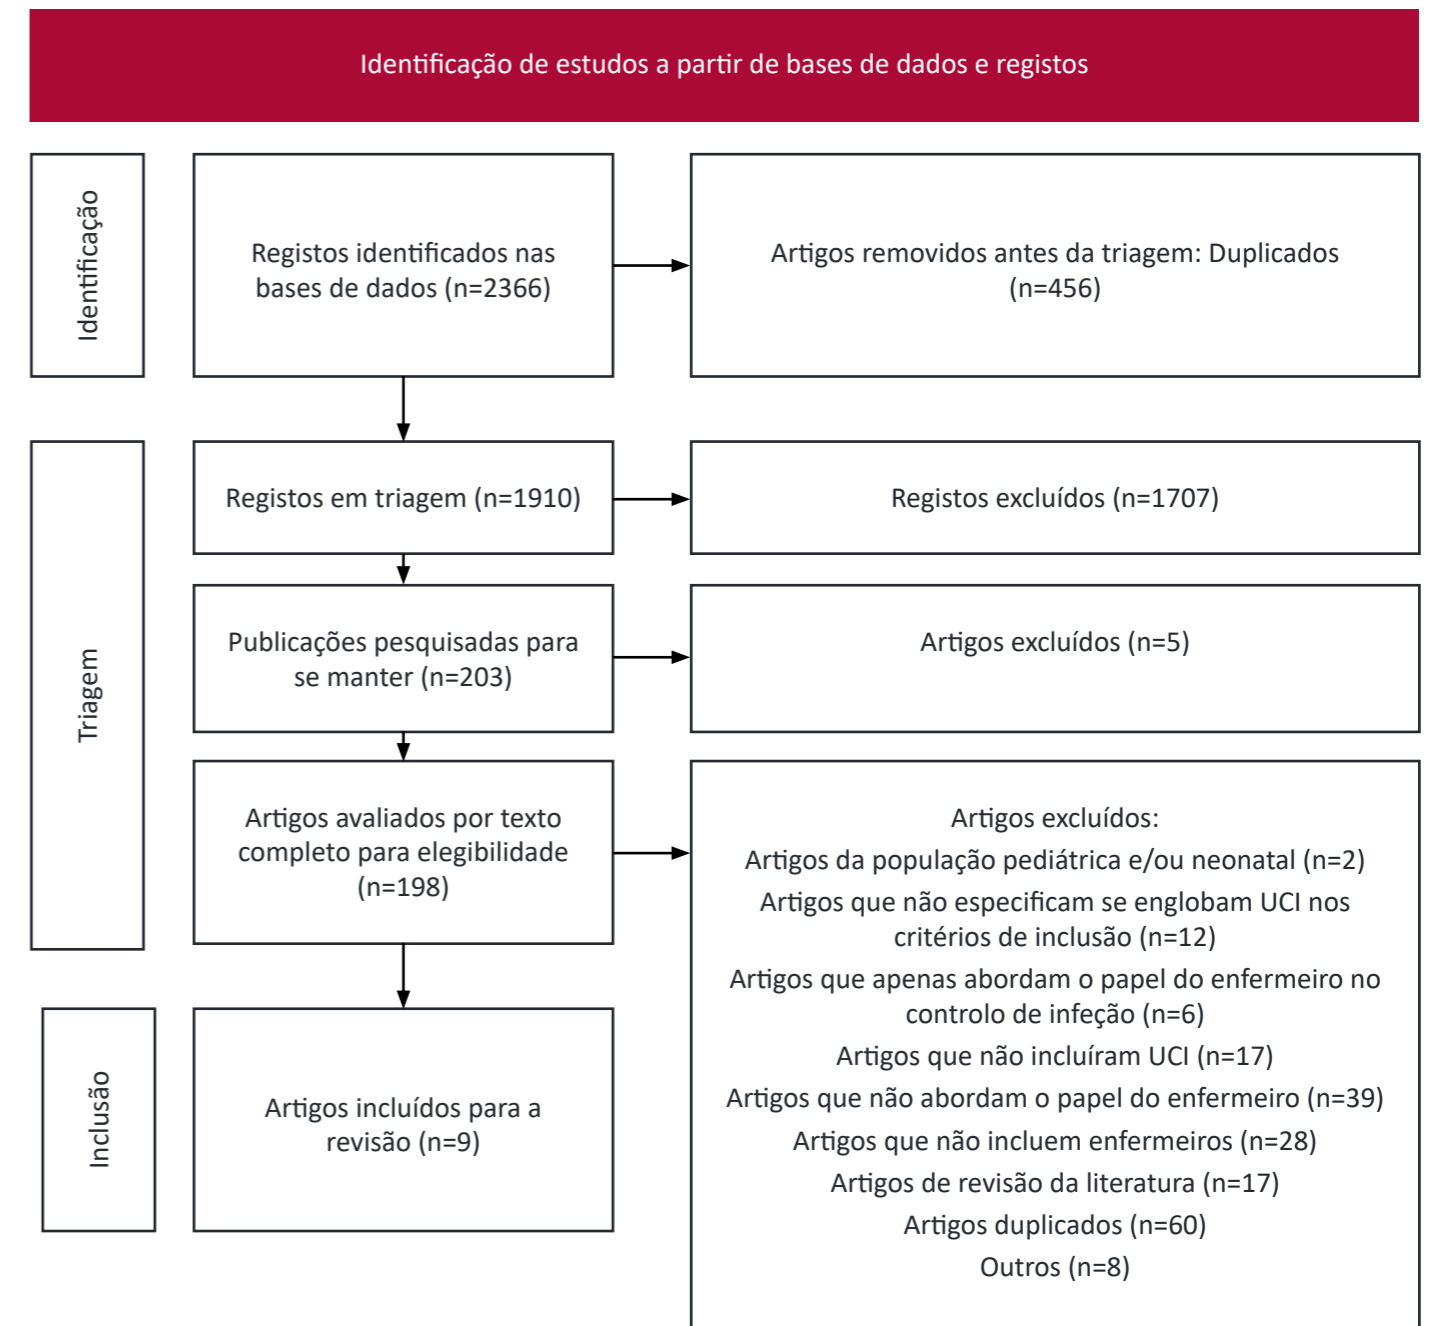 Identificação de estudos a partir de bases de dados e registos
Identificação
Registos identificados nas
bases de dados (n=2366)
Artigos removidos antes da triagem: Duplicados
(n=456)
Triagem
Registos em triagem (n=1910)
Registos excluídos (n=1707)
Publicações pesquisadas para
se manter (n=203)
Artigos excluídos (n=5)
Artigos avaliados por texto
completo para elegibilidade
(n=198)
Artigos excluídos:
Artigos da população pediátrica e/ou neonatal (n=2)
Artigos que não especificam se englobam UCI nos
critérios de inclusão (n=12)
Artigos que apenas abordam o papel do enfermeiro no
controlo de infeção (n=6)
Artigos que não incluíram UCI (n=17)
Artigos que não abordam o papel do enfermeiro (n=39)
Artigos que não incluem enfermeiros (n=28)
Artigos de revisão da literatura (n=17)
Artigos duplicados (n=60)
Outros (n=8)
Inclusão
Artigos incluídos para a
revisão (n=9)